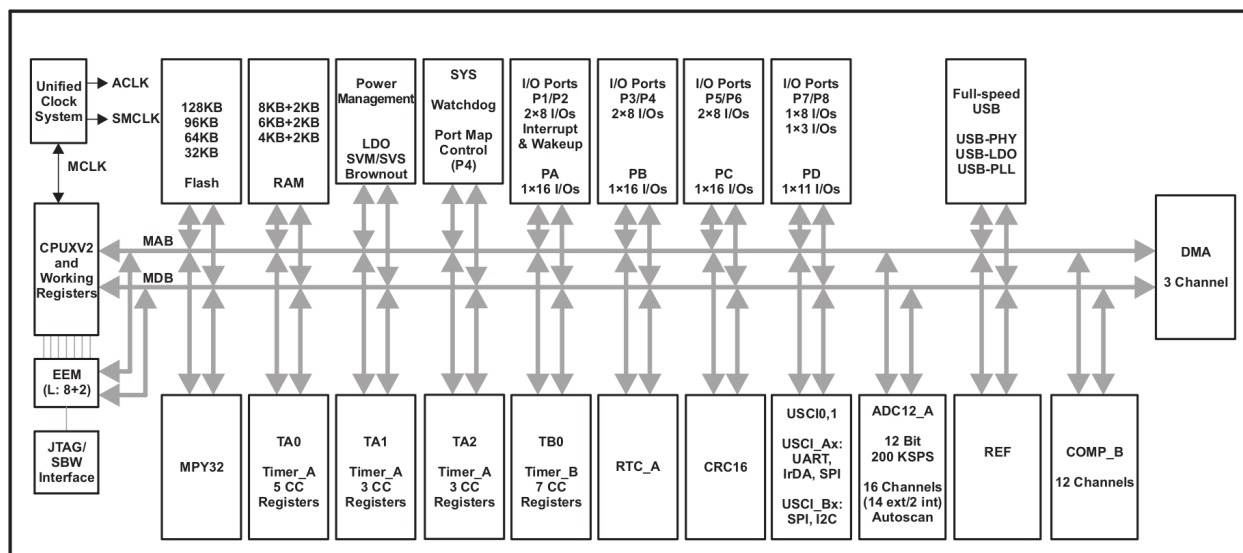 Unified
Clock
System
ACLK
SMCLK
MCLK
128KB
96KB
64KB
32KB
Flash
8KB+2KB
6KB+2KB
4KB+2KB
RAM
Power
Management
LDO
SVM/SVS
Brownout
SYS
Watchdog
Port Map
Control
(P4)
I/O Ports
P1/P2
2×8 I/Os
Interrupt
& Wakeup
PA
1×16 I/Os
I/O Ports
P3/P4
2×8 I/Os
PB
1×16 I/Os
I/O Ports
P5/P6
2×8 I/Os
PC
1×16 I/Os
I/O Ports
P7/P8
1×8 I/Os
1×3 I/Os
PD
1×11 I/Os
Full-speed
USB
USB-PHY
USB-LDO
USB-PLL
CPUXV2
and
Working
Registers
MAB
MDB
DMA
3 Channel
EEM
(L: 8+2)
JTAG/
SBW
Interface
MPY32
TA0
Timer_A
5 CC
Registers
TA1
Timer_A
3 CC
Registers
TA2
Timer_A
3 CC
Registers
TB0
Timer_B
7 CC
Registers
RTC_A
CRC16
USCI0,1
USCI_Ax:
UART,
IrDA, SPI
USCI_Bx:
SPI, I2C
ADC12_A
12 Bit
200 KSPS
16 Channels
(14 ext/2 int)
Autoscan
REF
COMP_B
12 Channels